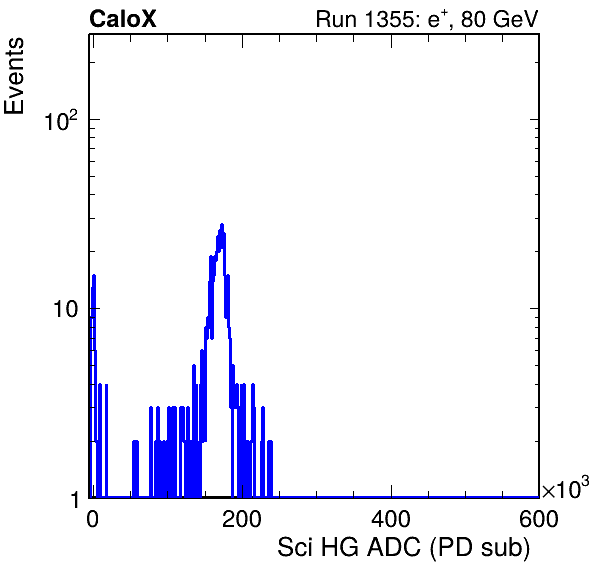 CaloX Run 1355: e⁺, 80 GeV
Events
10²
10
1
0 200 400 600
×10³
Sci HG ADC (PD sub)